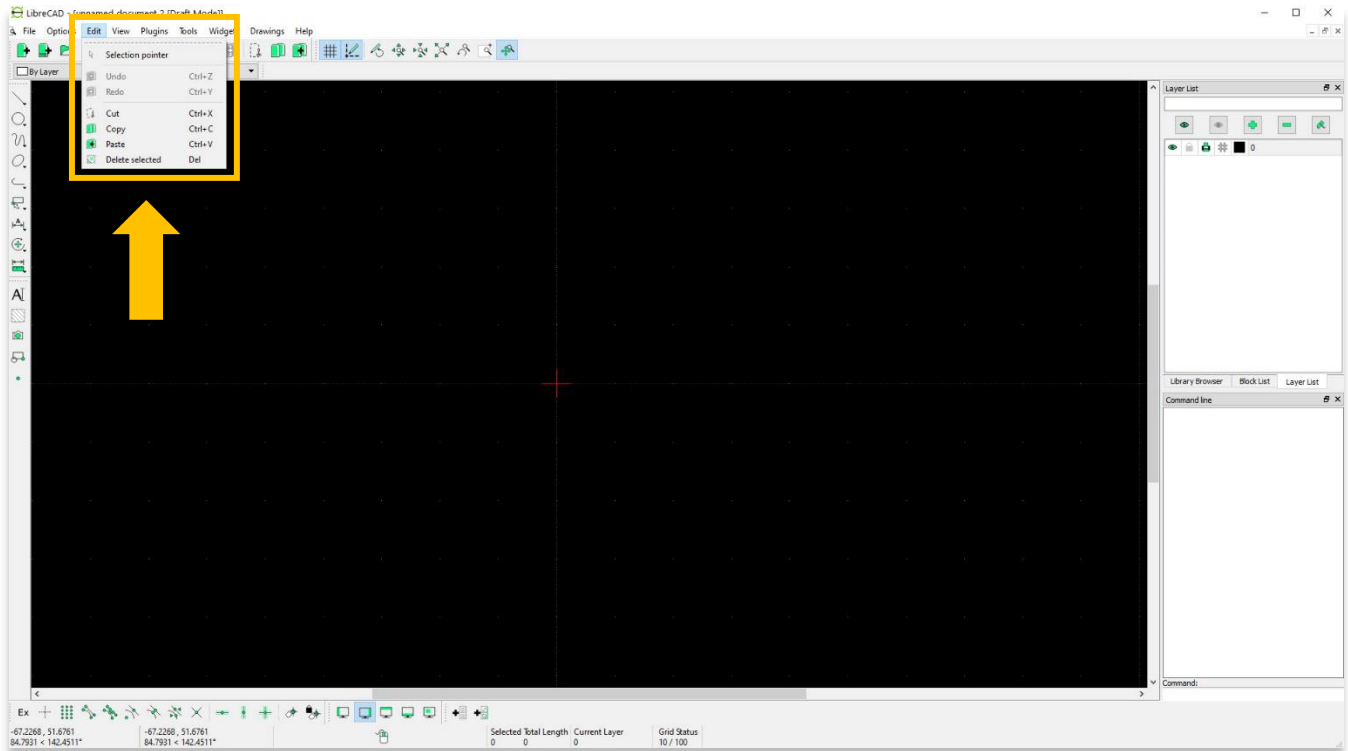 LibreCAD - [unnamed document 2 [Draft Mode]]
File Options Edit View Plugins Tools Widgets Drawings Help
Selection pointer
By Layer
Undo Ctrl+Z
Redo Ctrl+Y
Cut Ctrl+X
Copy Ctrl+C
Paste Ctrl+V
Delete selected Del
Layer List
0
Library Browser Block List Layer List
Command line
Command:
Ex
-67.2268 , 51.6761 -67.2268 , 51.6761 Selected Total Length Current Layer Grid Status
84.7931 < 142.4511° 84.7931 < 142.4511° 0 0 0 10 / 100